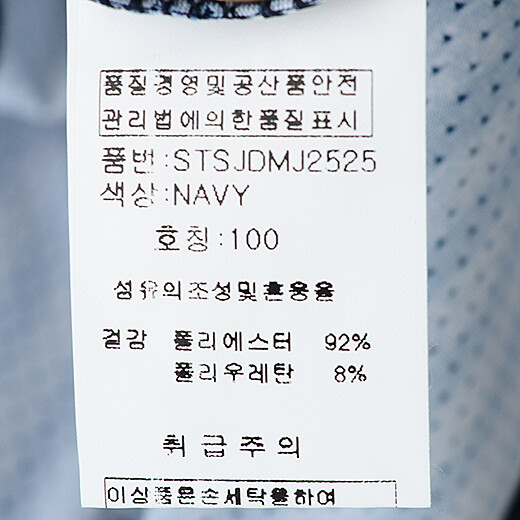 품질경영및공산품안전
관리법에의한품질표시
품번:STSJDMJ2525
색상:NAVY
호칭:100
섬유의조성및혼용율
겉감 폴리에스터 92%
폴리우레탄 8%
취급주의
이상품은손세탁을하여